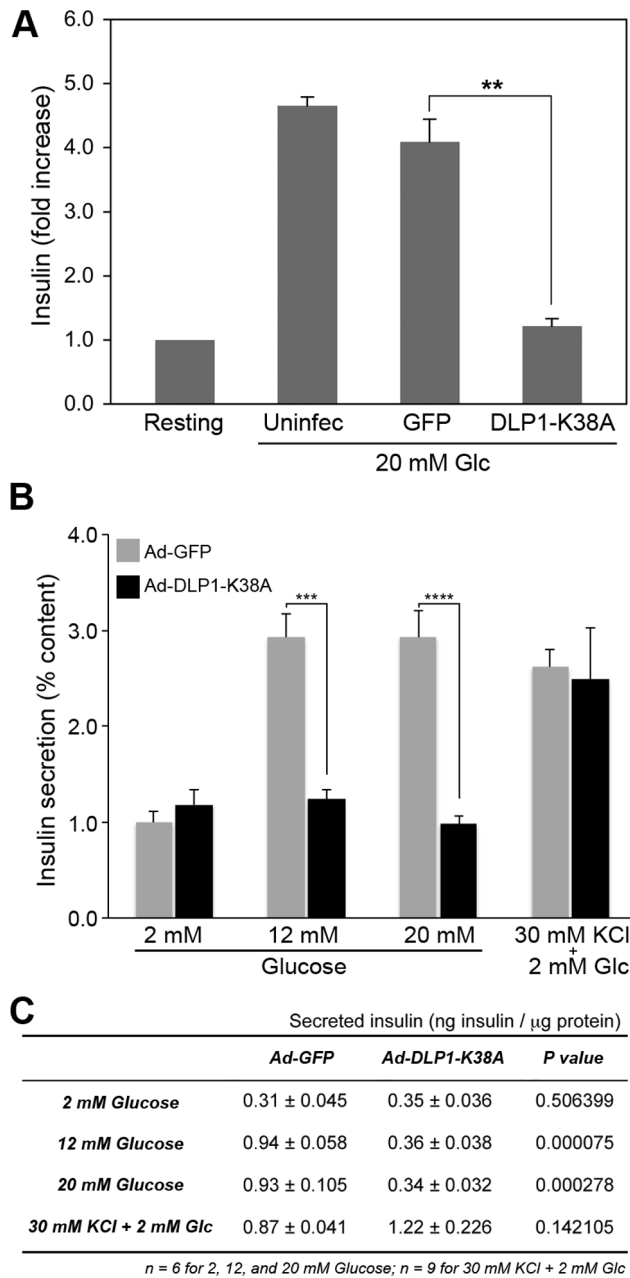 A
6.0
5.0
4.0
3.0
2.0
1.0
0.0
Insulin (fold increase)
**
Resting Uninfec GFP DLP1-K38A
20 mM Glc
B
4.0
3.0
2.0
1.0
0.0
Insulin secretion (% content)
Ad-GFP
Ad-DLP1-K38A
*** ****
2 mM 12 mM 20 mM 30 mM KCl
+
Glucose 2 mM Glc
C
Secreted insulin (ng insulin / μg protein)
Ad-GFP Ad-DLP1-K38A P value
2 mM Glucose 0.31 ± 0.045 0.35 ± 0.036 0.506399
12 mM Glucose 0.94 ± 0.058 0.36 ± 0.038 0.000075
20 mM Glucose 0.93 ± 0.105 0.34 ± 0.032 0.000278
30 mM KCl + 2 mM Glc 0.87 ± 0.041 1.22 ± 0.226 0.142105
n = 6 for 2, 12, and 20 mM Glucose; n = 9 for 30 mM KCl + 2 mM Glc